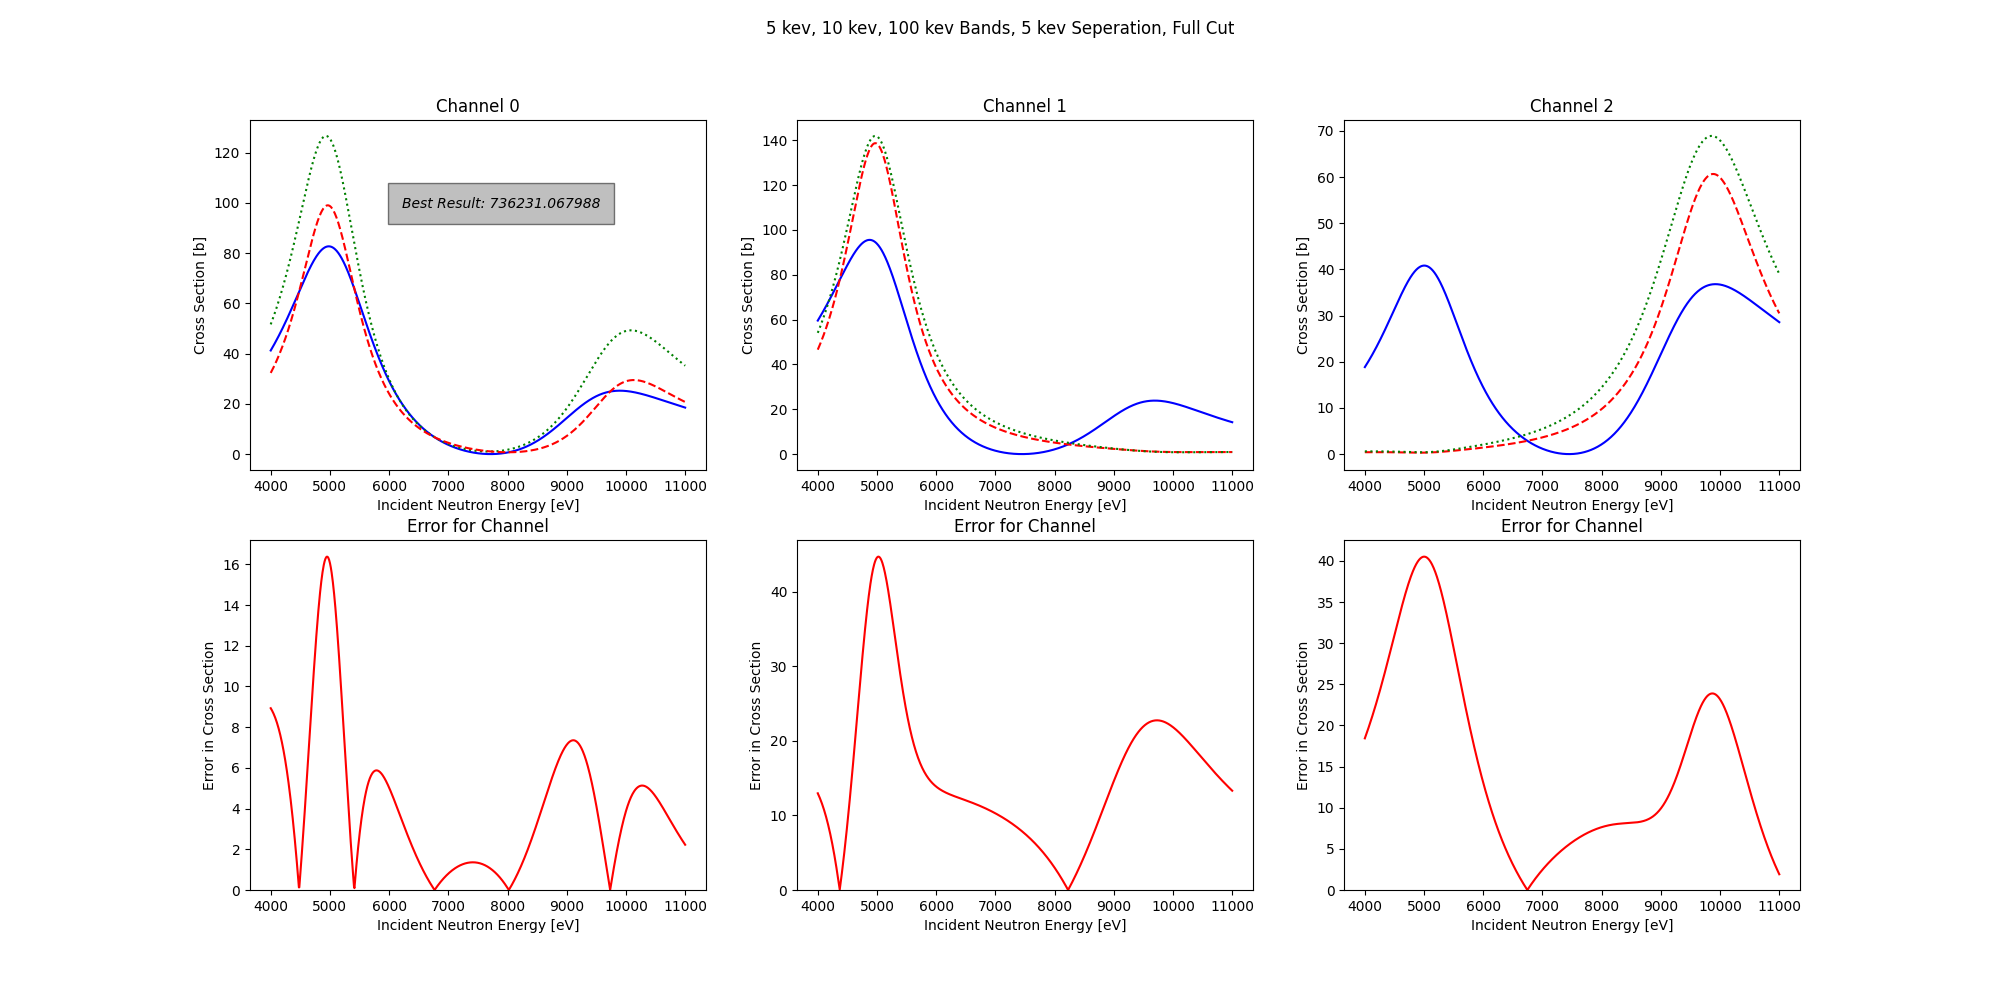 5 kev, 10 kev, 100 kev Bands, 5 kev Seperation, Full Cut
Channel 0
Cross Section [b]
120
100
80
60
40
20
0
Best Result: 736231.067988
4000 5000 6000 7000 8000 9000 10000 11000
Incident Neutron Energy [eV]
Channel 1
Cross Section [b]
140
120
100
80
60
40
20
0
4000 5000 6000 7000 8000 9000 10000 11000
Incident Neutron Energy [eV]
Channel 2
Cross Section [b]
70
60
50
40
30
20
10
0
4000 5000 6000 7000 8000 9000 10000 11000
Incident Neutron Energy [eV]
Error for Channel
Error in Cross Section
16
14
12
10
8
6
4
2
0
4000 5000 6000 7000 8000 9000 10000 11000
Incident Neutron Energy [eV]
Error for Channel
Error in Cross Section
40
30
20
10
0
4000 5000 6000 7000 8000 9000 10000 11000
Incident Neutron Energy [eV]
Error for Channel
Error in Cross Section
40
35
30
25
20
15
10
5
0
4000 5000 6000 7000 8000 9000 10000 11000
Incident Neutron Energy [eV]